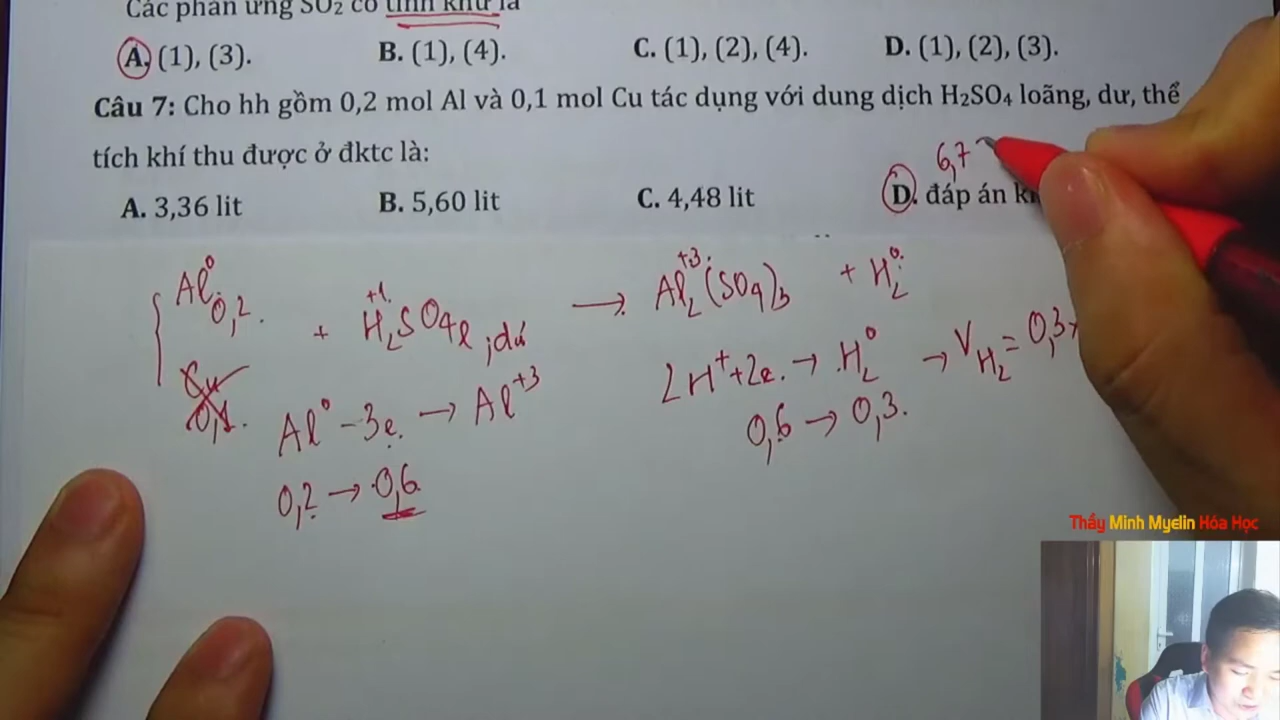 Các phản ứng SO₂ có tính khử là
A. (1), (3). B. (1), (4). C. (1), (2), (4). D. (1), (2), (3).
Câu 7: Cho hh gồm 0,2 mol Al và 0,1 mol Cu tác dụng với dung dịch H₂SO₄ loãng, dư, thể
tích khí thu được ở đktc là:
6,7
A. 3,36 lit B. 5,60 lit C. 4,48 lit D. đáp án
Al⁰ 0,2. + H₂⁺¹SO₄ℓ, dư → Al₂⁺³(SO₄)₃ + H₂⁰
Cu 0,1.
2H⁺ + 2e → H₂⁰ → V H₂ = 0,3
Al⁰ - 3e → Al⁺³
0,6 → 0,3.
0,2 → 0,6
Thầy Minh Myelin Hóa Học